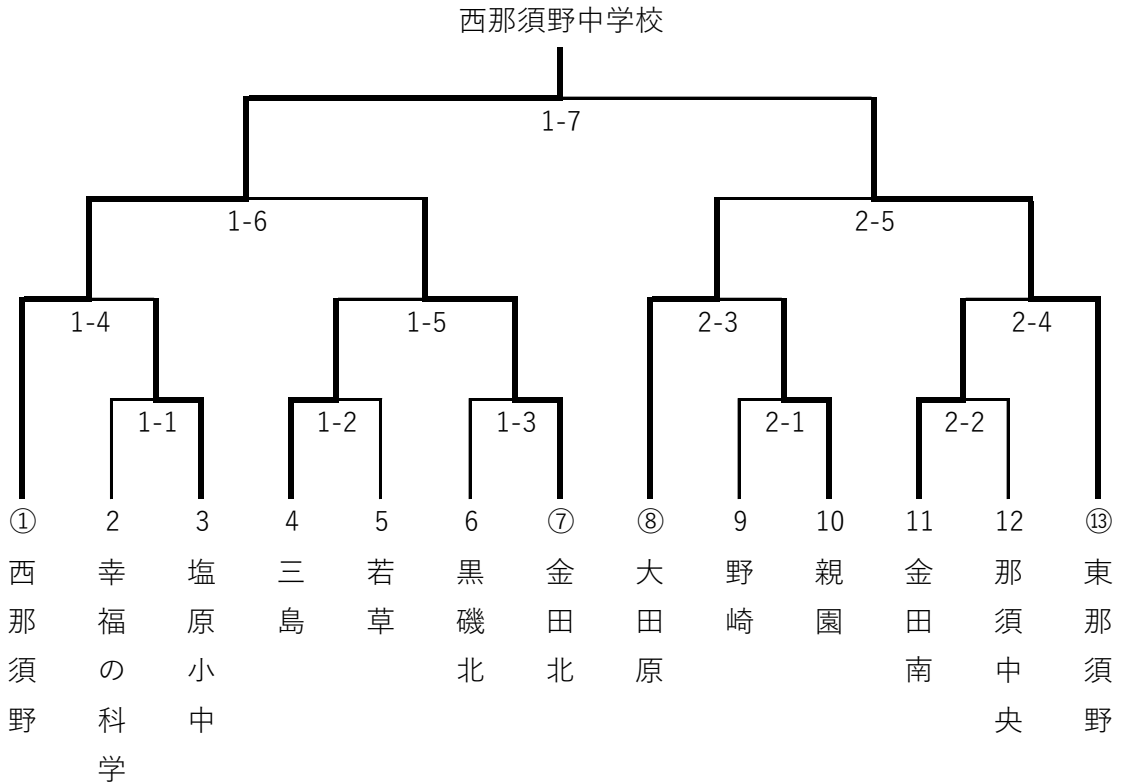 西那須野中学校
1-7
1-6
2-5
1-4
1-5
2-3
2-4
1-1
1-2
1-3
2-1
2-2
①
2
3
4
5
6
⑦
⑧
9
10
11
12
⑬
西那須野
幸福の科学
塩原小中
三島
若草
黒磯北
金田北
大田原
野崎
親園
金田南
那須中央
東那須野